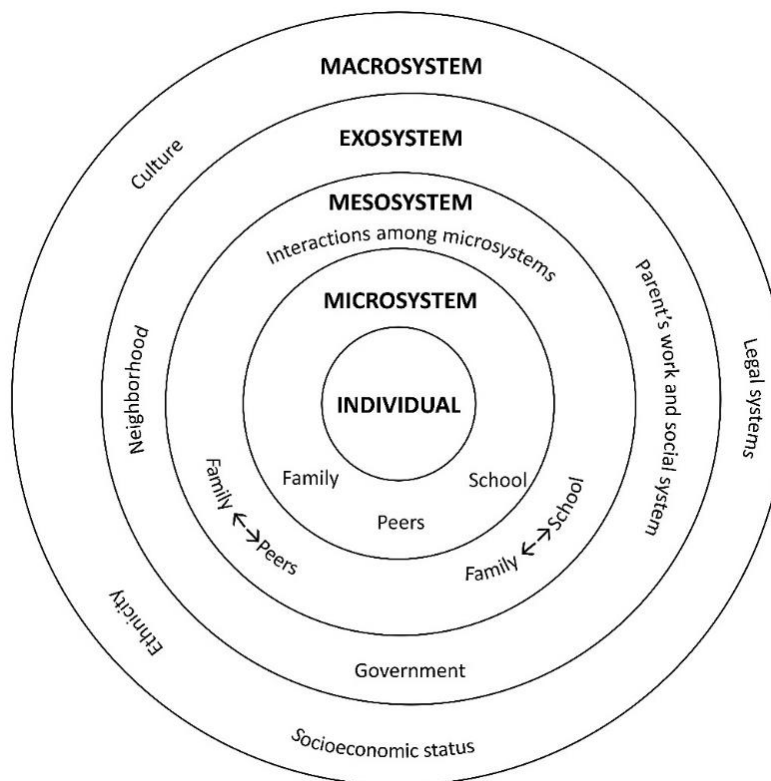 MACROSYSTEM
Culture
EXOSYSTEM
MESOSYSTEM
Interactions among microsystems
MICROSYSTEM
INDIVIDUAL
Neighborhood
Parent's work and social system
Legal systems
Family
School
Peers
Family ←→Peers
Family ←→School
Ethnicity
Government
Socioeconomic status